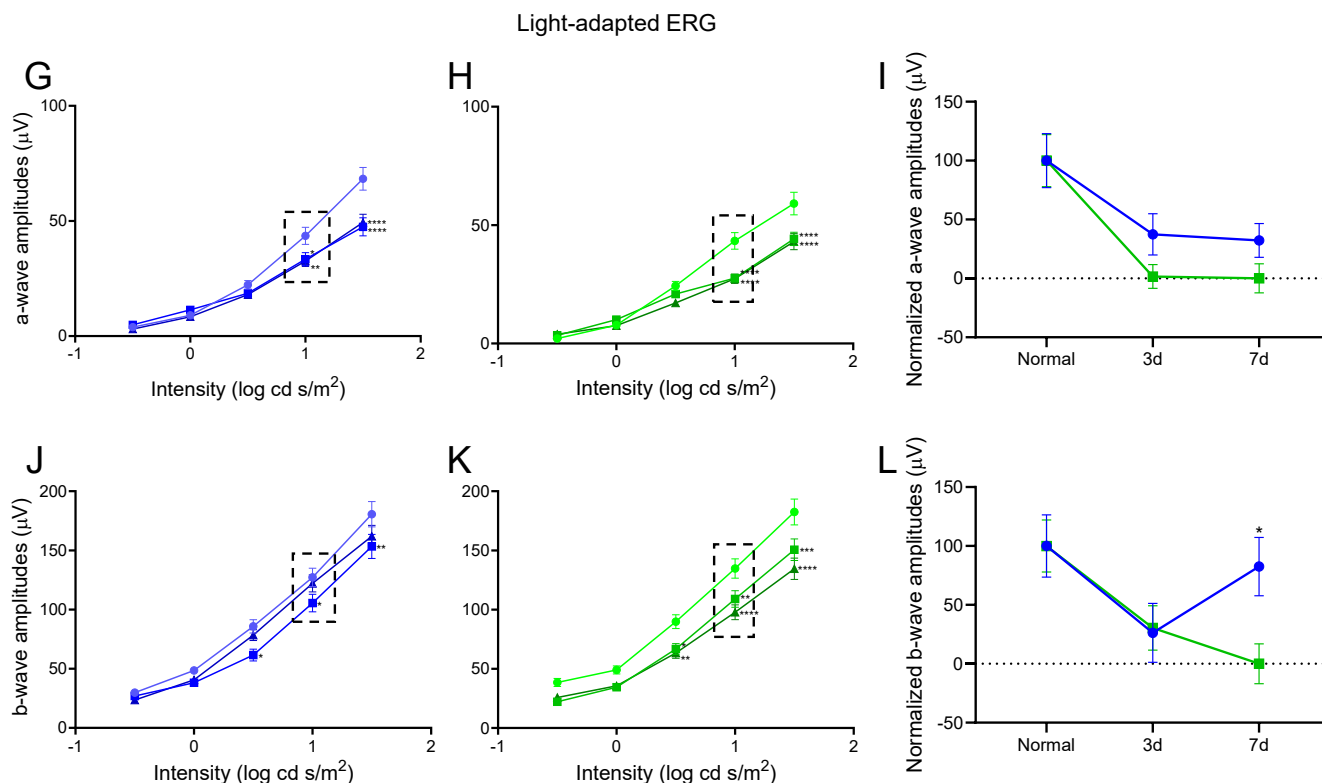 Light-adapted ERG
G
a-wave amplitudes (μV)
100
50
0
-1
0
1
2
*
**
****
****
Intensity (log cd s/m²)
H
100
50
0
-1
0
1
2
****
****
****
****
Intensity (log cd s/m²)
I
Normalized a-wave amplitudes (μV)
150
100
50
0
-50
Normal
3d
7d
J
b-wave amplitudes (μV)
200
150
100
50
0
-1
0
1
2
*
*
**
Intensity (log cd s/m²)
K
200
150
100
50
0
-1
0
1
2
*
**
**
****
***
****
Intensity (log cd s/m²)
L
Normalized b-wave amplitudes (μV)
150
100
50
0
-50
*
Normal
3d
7d